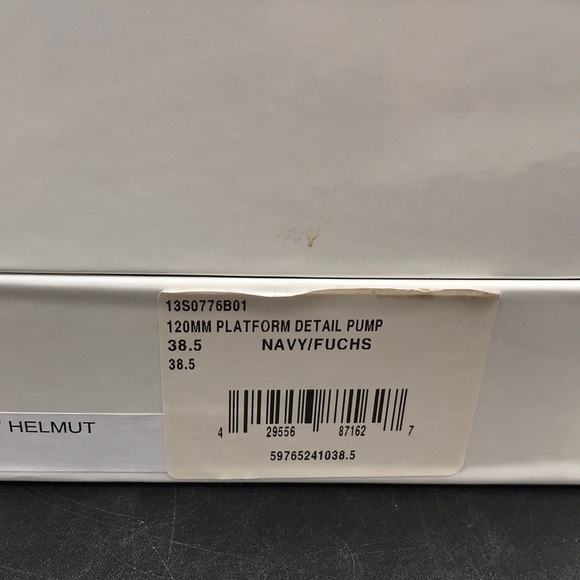 13S0776B01
120MM PLATFORM DETAIL PUMP
38.5 NAVY/FUCHS
38.5
HELMUT
4 29556 87162 7
59765241038.5